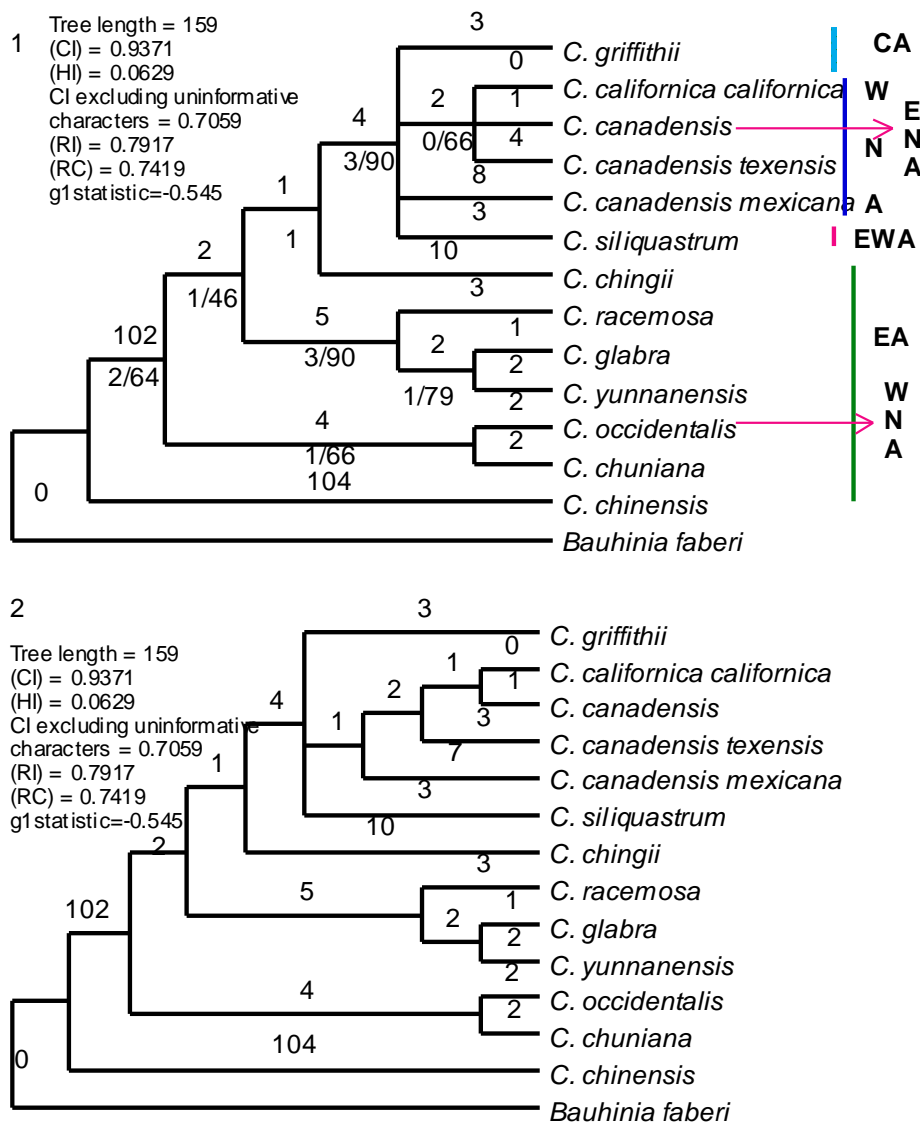 1
Tree length = 159
(CI) = 0.9371
(HI) = 0.0629
CI excluding uninformative
characters = 0.7059
(RI) = 0.7917
(RC) = 0.7419
g1statistic=-0.545
3
C. griffithii
CA
0
C. californica californica
W
2
1
4
C. canadensis
E
0/66
4
N
3/90
C. canadensis texensis
N
A
8
1
C. canadensis mexicana
A
3
2
1
C. siliquastrum
EWA
10
C. chingii
1/46
3
5
C. racemosa
102
2
1
EA
3/90
C. glabra
2/64
2
1/79
C. yunnanensis
W
2
4
C. occidentalis
N
1/66
2
A
C. chuniana
104
0
C. chinensis
Bauhinia faberi
2
Tree length = 159
(CI) = 0.9371
(HI) = 0.0629
CI excluding uninformative
characters = 0.7059
(RI) = 0.7917
(RC) = 0.7419
g1statistic=-0.545
3
C. griffithii
0
1
C. californica californica
2
1
4
C. canadensis
1
3
C. canadensis texensis
7
1
C. canadensis mexicana
3
C. siliquastrum
10
2
C. chingii
3
5
C. racemosa
1
102
2
C. glabra
2
C. yunnanensis
2
4
C. occidentalis
2
C. chuniana
104
0
C. chinensis
Bauhinia faberi